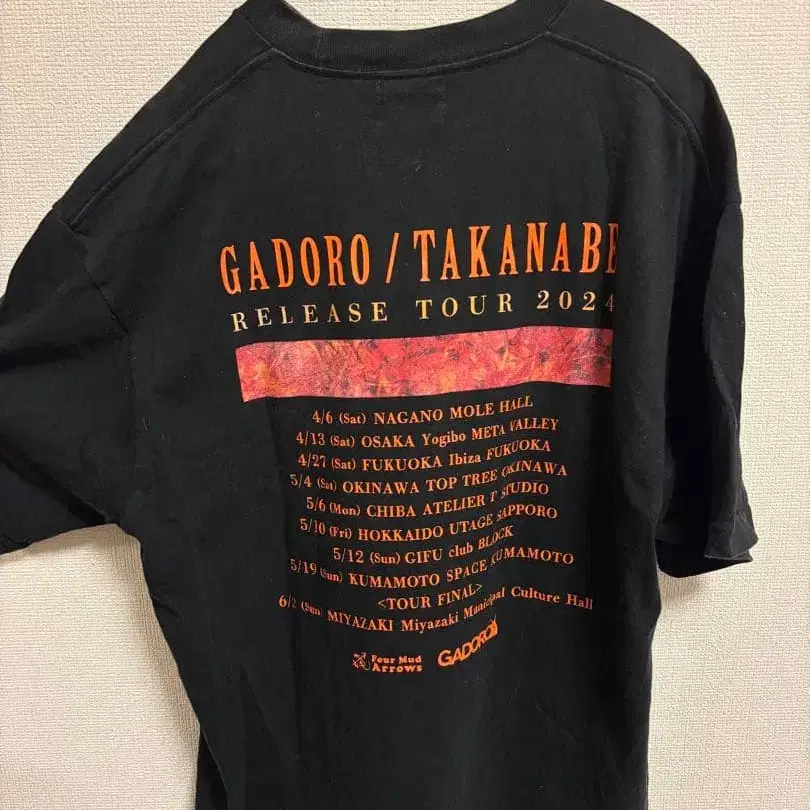 GADORO / TAKANABE
RELEASE TOUR 2024
4/6 (Sat) NAGANO MOLE HALL
4/13 (Sat) OSAKA Yogibo META VALLEY
4/27 (Sat) FUKUOKA Ibiza FUKUOKA
5/4 (Sat) OKINAWA TOP TREE OKINAWA
5/6 (Mon) CHIBA ATELIER T STUDIO
5/10 (Fri) HOKKAIDO UTAGE SAPPORO
5/12 (Sun) GIFU club BLOCK
5/19 (Sun) KUMAMOTO SPACE KUMAMOTO
<TOUR FINAL>
6/2 (Sun) MIYAZAKI Miyazaki Municipal Culture Hall
Four Mud
Arrows
GADORO